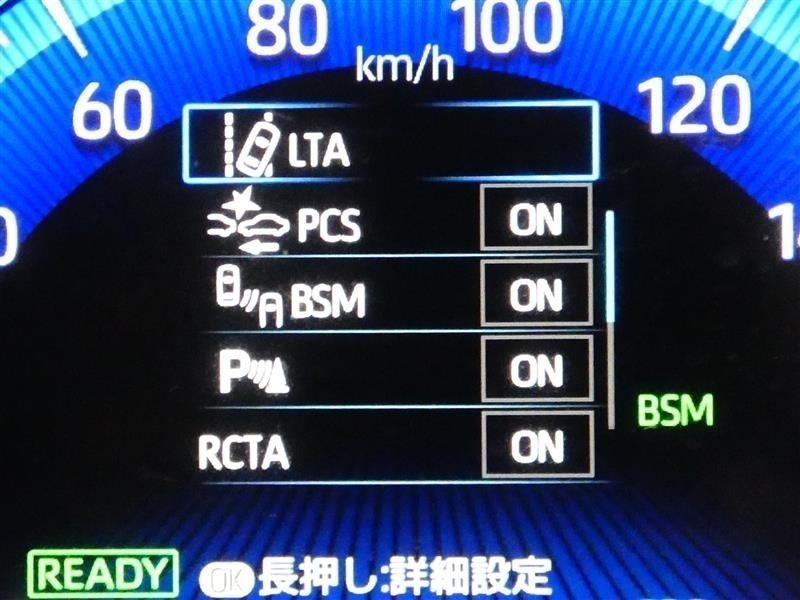 80 100
km/h
60 120
LTA
PCS ON
BSM ON
P ON
BSM
RCTA ON
READY OK 長押し:詳細設定